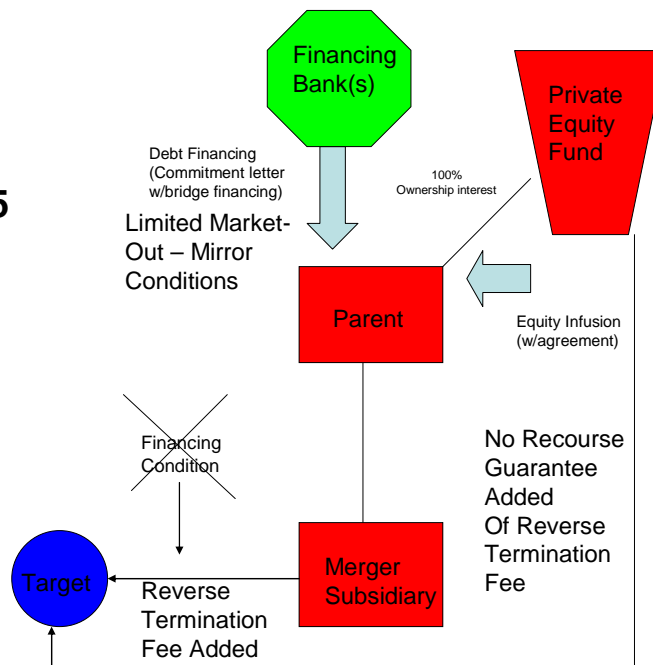 Financing
Bank(s)
Private
Equity
Fund
Debt Financing
(Commitment letter
w/bridge financing)
100%
Ownership interest
5
Limited Market-
Out – Mirror
Conditions
Parent
Equity Infusion
(w/agreement)
Financing
Condition
No Recourse
Guarantee
Added
Of Reverse
Termination
Fee
Target
Reverse
Termination
Fee Added
Merger
Subsidiary